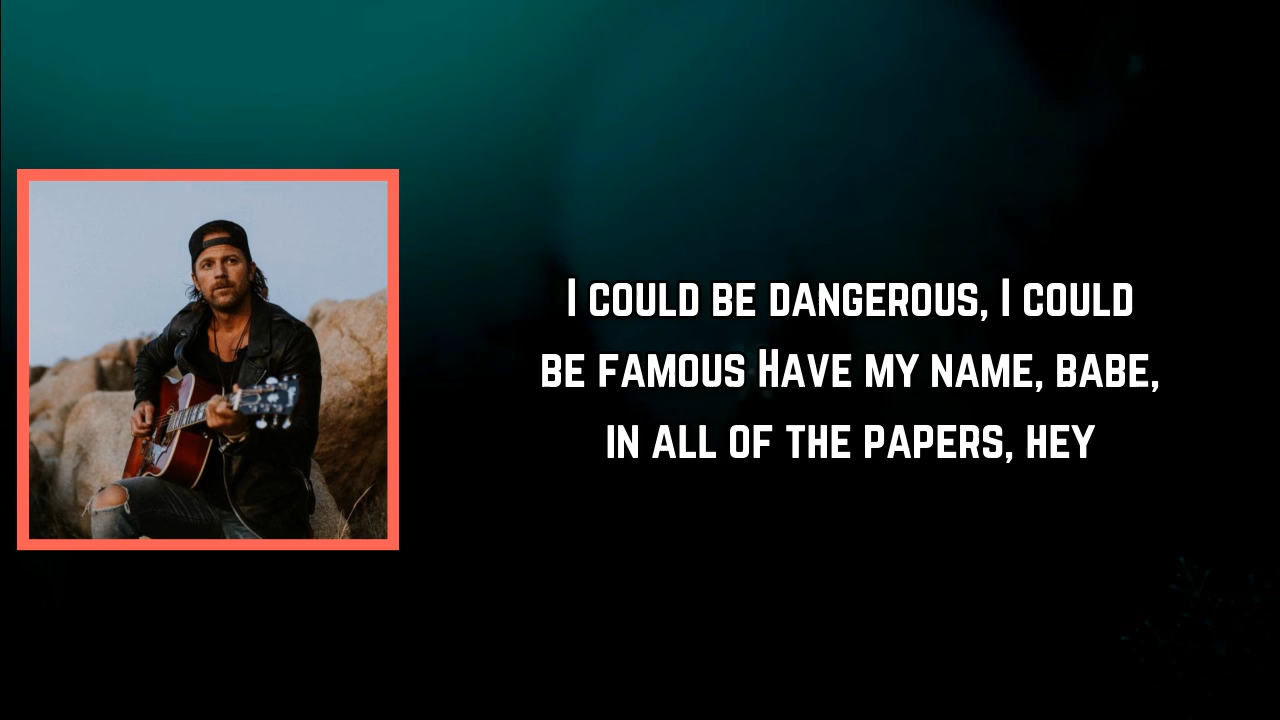 I COULD BE DANGEROUS, I COULD
BE FAMOUS HAVE MY NAME, BABE,
IN ALL OF THE PAPERS, HEY